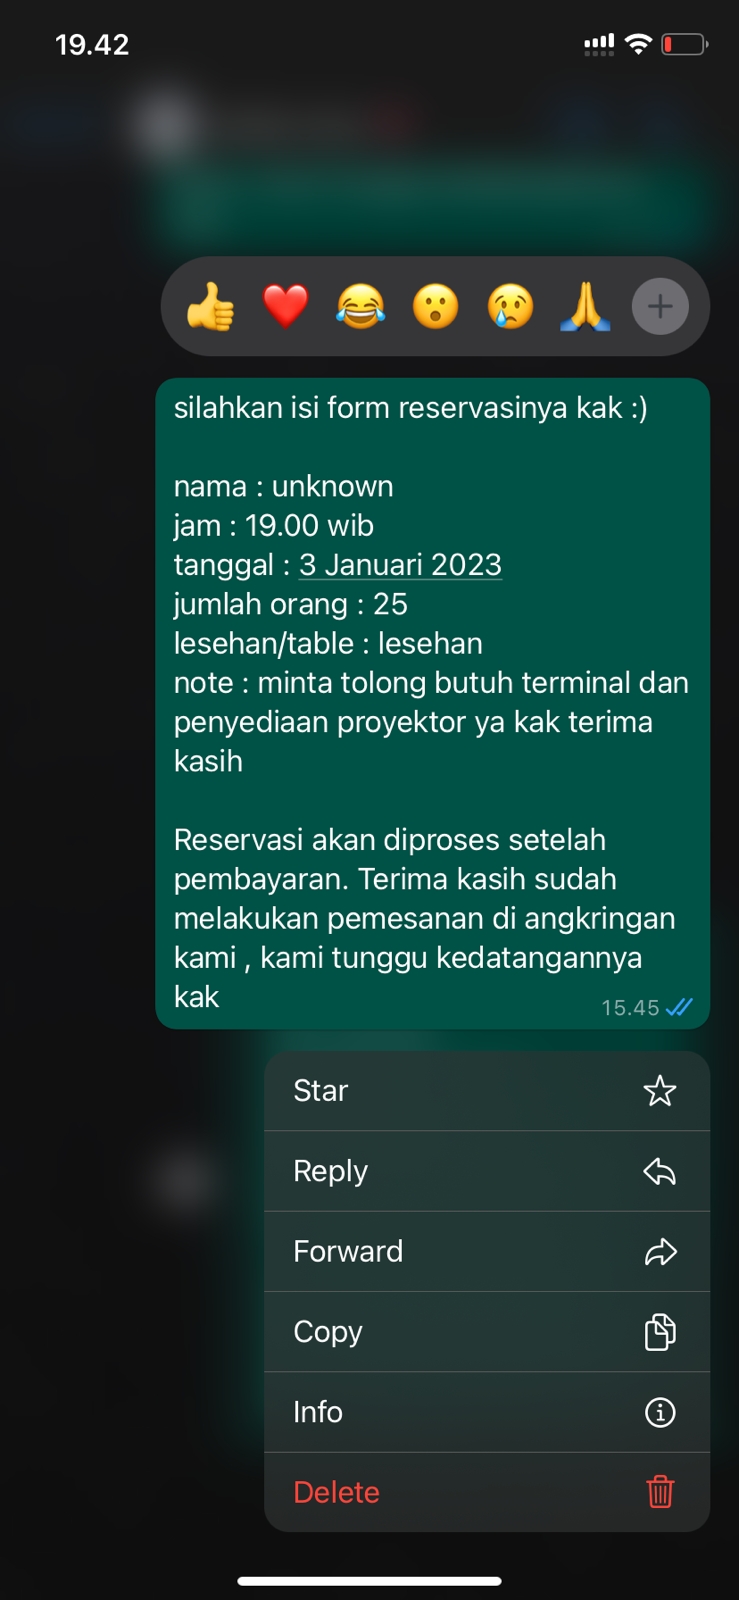 19.42
silahkan isi form reservasinya kak :)
nama : unknown
jam : 19.00 wib
tanggal : 3 Januari 2023
jumlah orang : 25
lesehan/table : lesehan
note : minta tolong butuh terminal dan
penyediaan proyektor ya kak terima
kasih
Reservasi akan diproses setelah
pembayaran. Terima kasih sudah
melakukan pemesanan di angkringan
kami , kami tunggu kedatangannya
kak
15.45
Star
Reply
Forward
Copy
Info
Delete